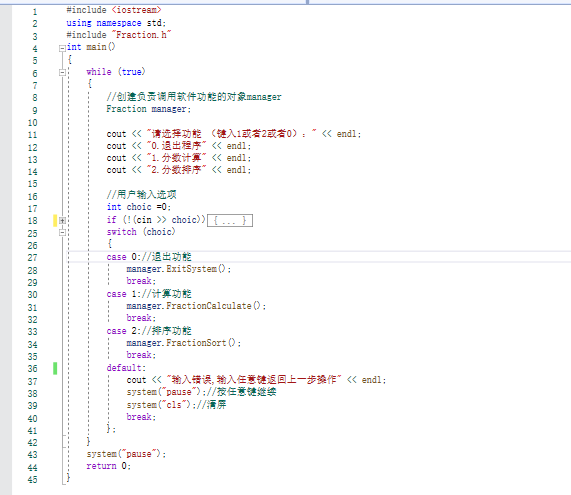 1 #include <iostream>
2 using namespace std;
3 #include "Fraction.h"
4 int main()
5 {
6 while (true)
7 {
8 //创建负责调用软件功能的对象manager
9 Fraction manager;
10
11 cout << "请选择功能 （键入1或者2或者0）：" << endl;
12 cout << "0.退出程序" << endl;
13 cout << "1.分数计算" << endl;
14 cout << "2.分数排序" << endl;
15
16 //用户输入选项
17 int choic =0;
18 if (!(cin >> choic)) { ... }
25 switch (choic)
26 {
27 case 0://退出功能
28 manager.ExitSystem();
29 break;
30 case 1://计算功能
31 manager.FractionCalculate();
32 break;
33 case 2://排序功能
34 manager.FractionSort();
35 break;
36 default:
37 cout << "输入错误,输入任意键返回上一步操作" << endl;
38 system("pause");//按任意键继续
39 system("cls");//清屏
40 break;
41 };
42 }
43 system("pause");
44 return 0;
45 }